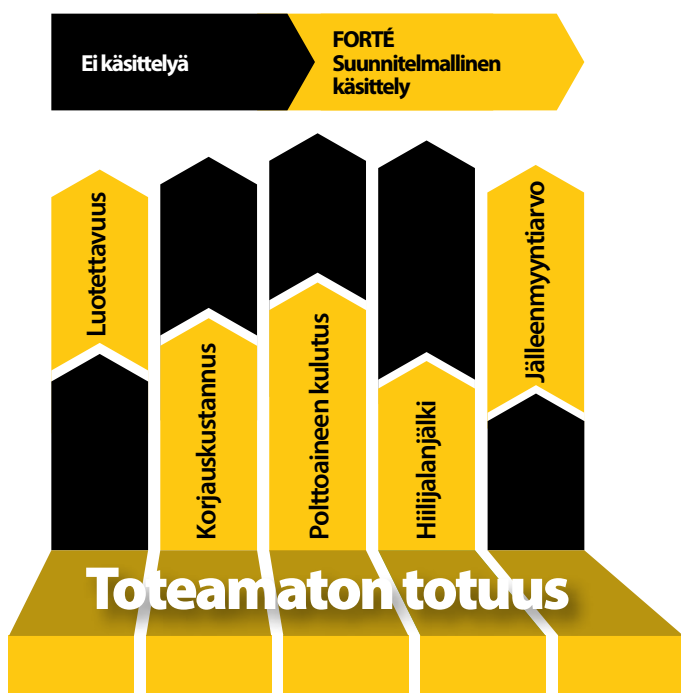 Ei käsittelyä
FORTÉ
Suunnitelmallinen
käsittely
Luotettavuus
Korjauskustannus
Polttoaineen kulutus
Hiilijalanjälki
Jälleenmyyntiarvo
Toteamaton totuus